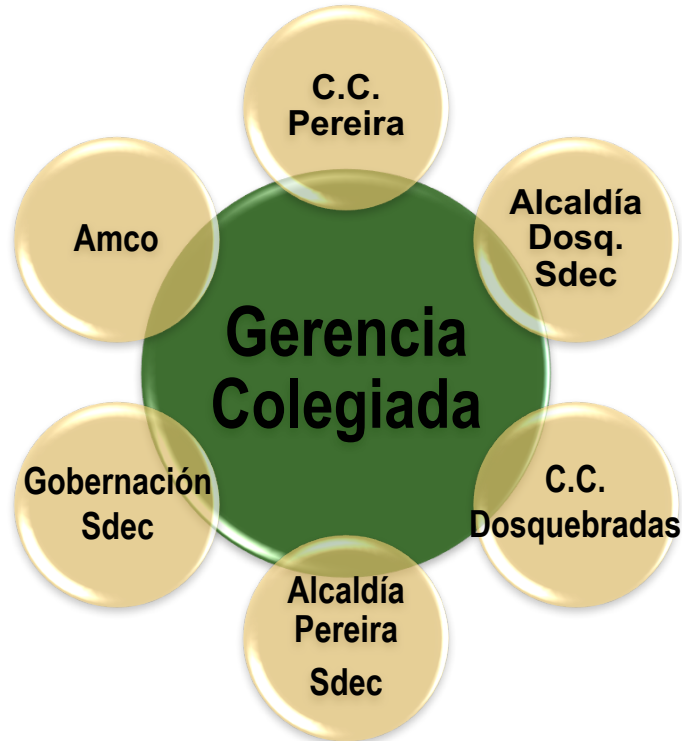 C.C.
Pereira
Alcaldía
Dosq.
Sdec
Amco
Gerencia
Colegiada
C.C.
Dosquebradas
Gobernación
Sdec
Alcaldía
Pereira
Sdec